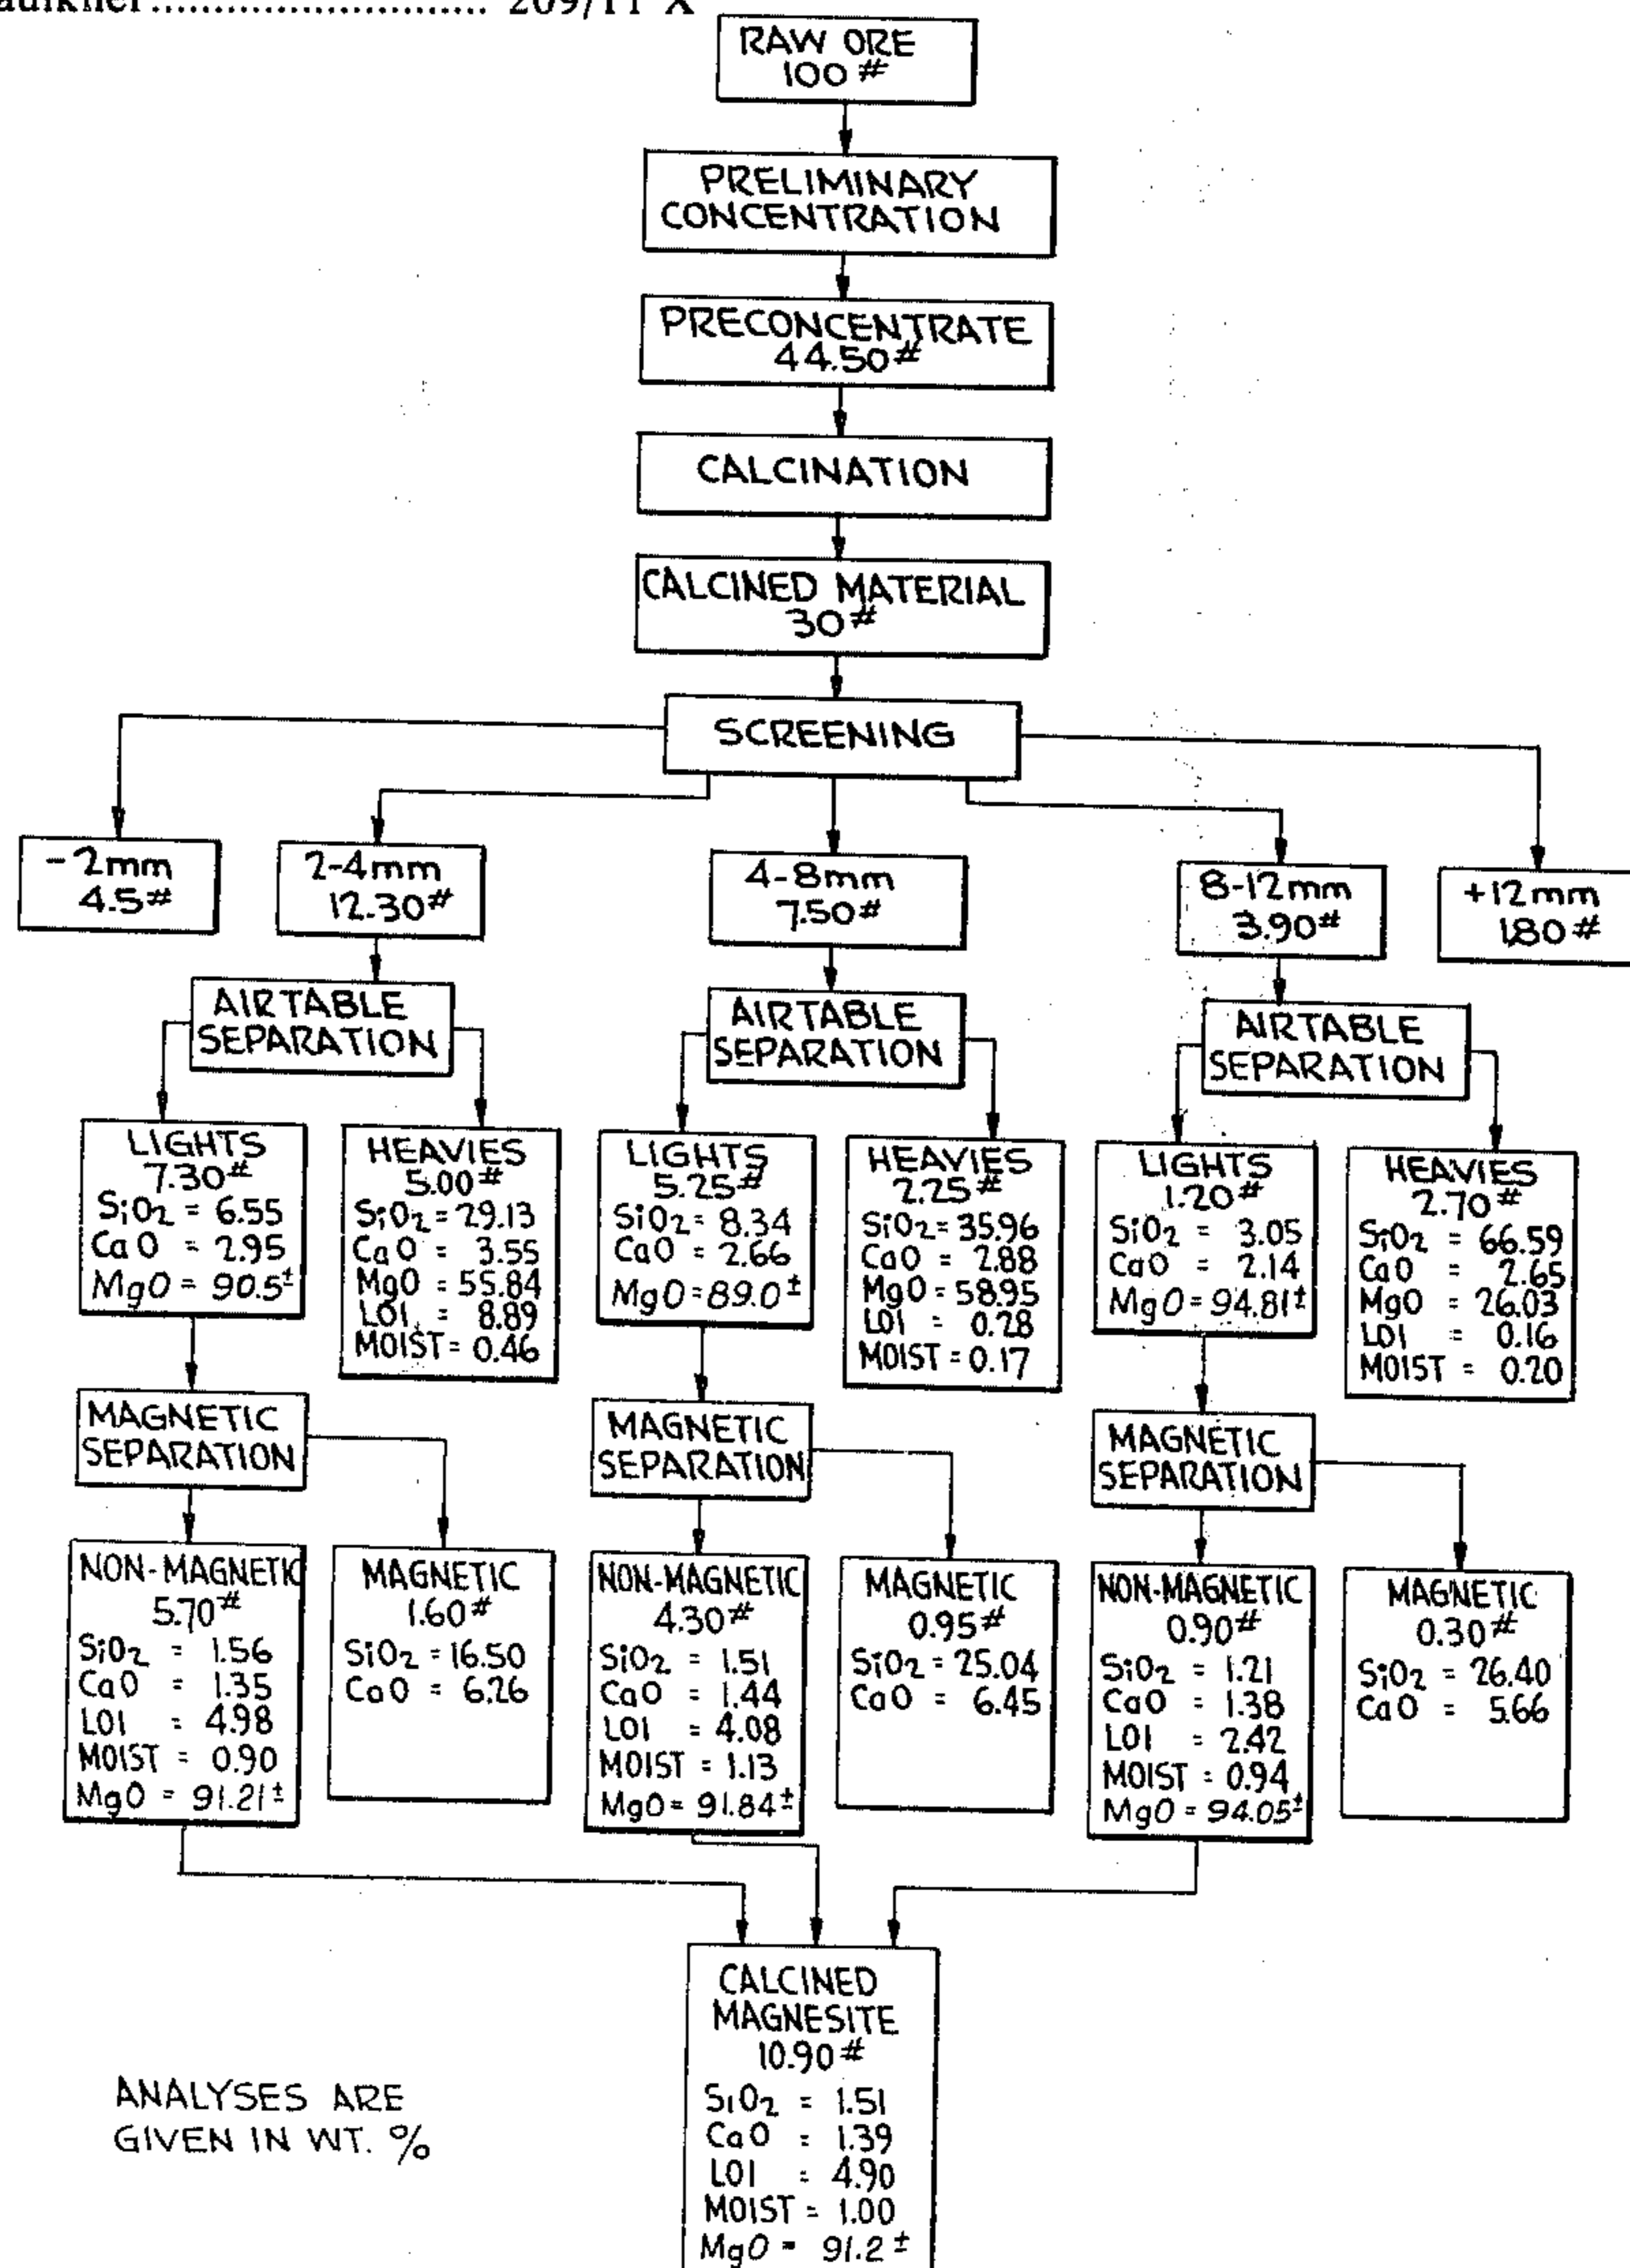 aulkner........................... 209/11 X
RAW ORE
100#
PRELIMINARY
CONCENTRATION
PRECONCENTRATE
44.50#
CALCINATION
CALCINED MATERIAL
30#
SCREENING
-2mm
4.5#
2-4mm
12.30#
4-8mm
7.50#
8-12mm
3.90#
+12mm
1.80#
AIRTABLE
SEPARATION
AIRTABLE
SEPARATION
AIRTABLE
SEPARATION
LIGHTS
7.30#
SiO2 = 6.55
CaO = 2.95
MgO = 90.5±
HEAVIES
5.00#
SiO2 = 29.13
CaO = 3.55
MgO = 55.84
LOI = 8.89
MOIST = 0.46
LIGHTS
5.25#
SiO2 = 8.34
CaO = 2.66
MgO = 89.0±
HEAVIES
2.25#
SiO2 = 35.96
CaO = 2.88
MgO = 58.95
LOI = 0.28
MOIST = 0.17
LIGHTS
1.20#
SiO2 = 3.05
CaO = 2.14
MgO = 94.81±
HEAVIES
2.70#
SiO2 = 66.59
CaO = 2.65
MgO = 26.03
LOI = 0.16
MOIST = 0.20
MAGNETIC
SEPARATION
MAGNETIC
SEPARATION
MAGNETIC
SEPARATION
NON-MAGNETIC
5.70#
SiO2 = 1.56
CaO = 1.35
LOI = 4.98
MOIST = 0.90
MgO = 91.21±
MAGNETIC
1.60#
SiO2 = 16.50
CaO = 6.26
NON-MAGNETIC
4.30#
SiO2 = 1.51
CaO = 1.44
LOI = 4.08
MOIST = 1.13
MgO = 91.84±
MAGNETIC
0.95#
SiO2 = 25.04
CaO = 6.45
NON-MAGNETIC
0.90#
SiO2 = 1.21
CaO = 1.38
LOI = 2.42
MOIST = 0.94
MgO = 94.05±
MAGNETIC
0.30#
SiO2 = 26.40
CaO = 5.66
CALCINED
MAGNESITE
10.90#
SiO2 = 1.51
CaO = 1.39
LOI = 4.90
MOIST = 1.00
MgO = 91.2±
ANALYSES ARE
GIVEN IN WT. %